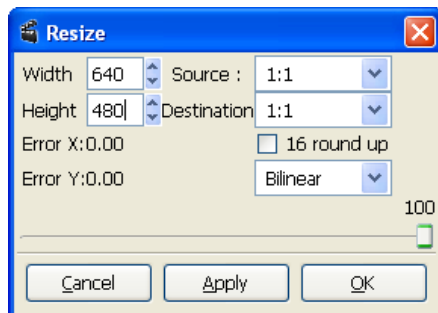 Resize
Width 640 Source : 1:1
Height 480 Destination 1:1
Error X:0.00 16 round up
Error Y:0.00 Bilinear
100
Cancel Apply OK